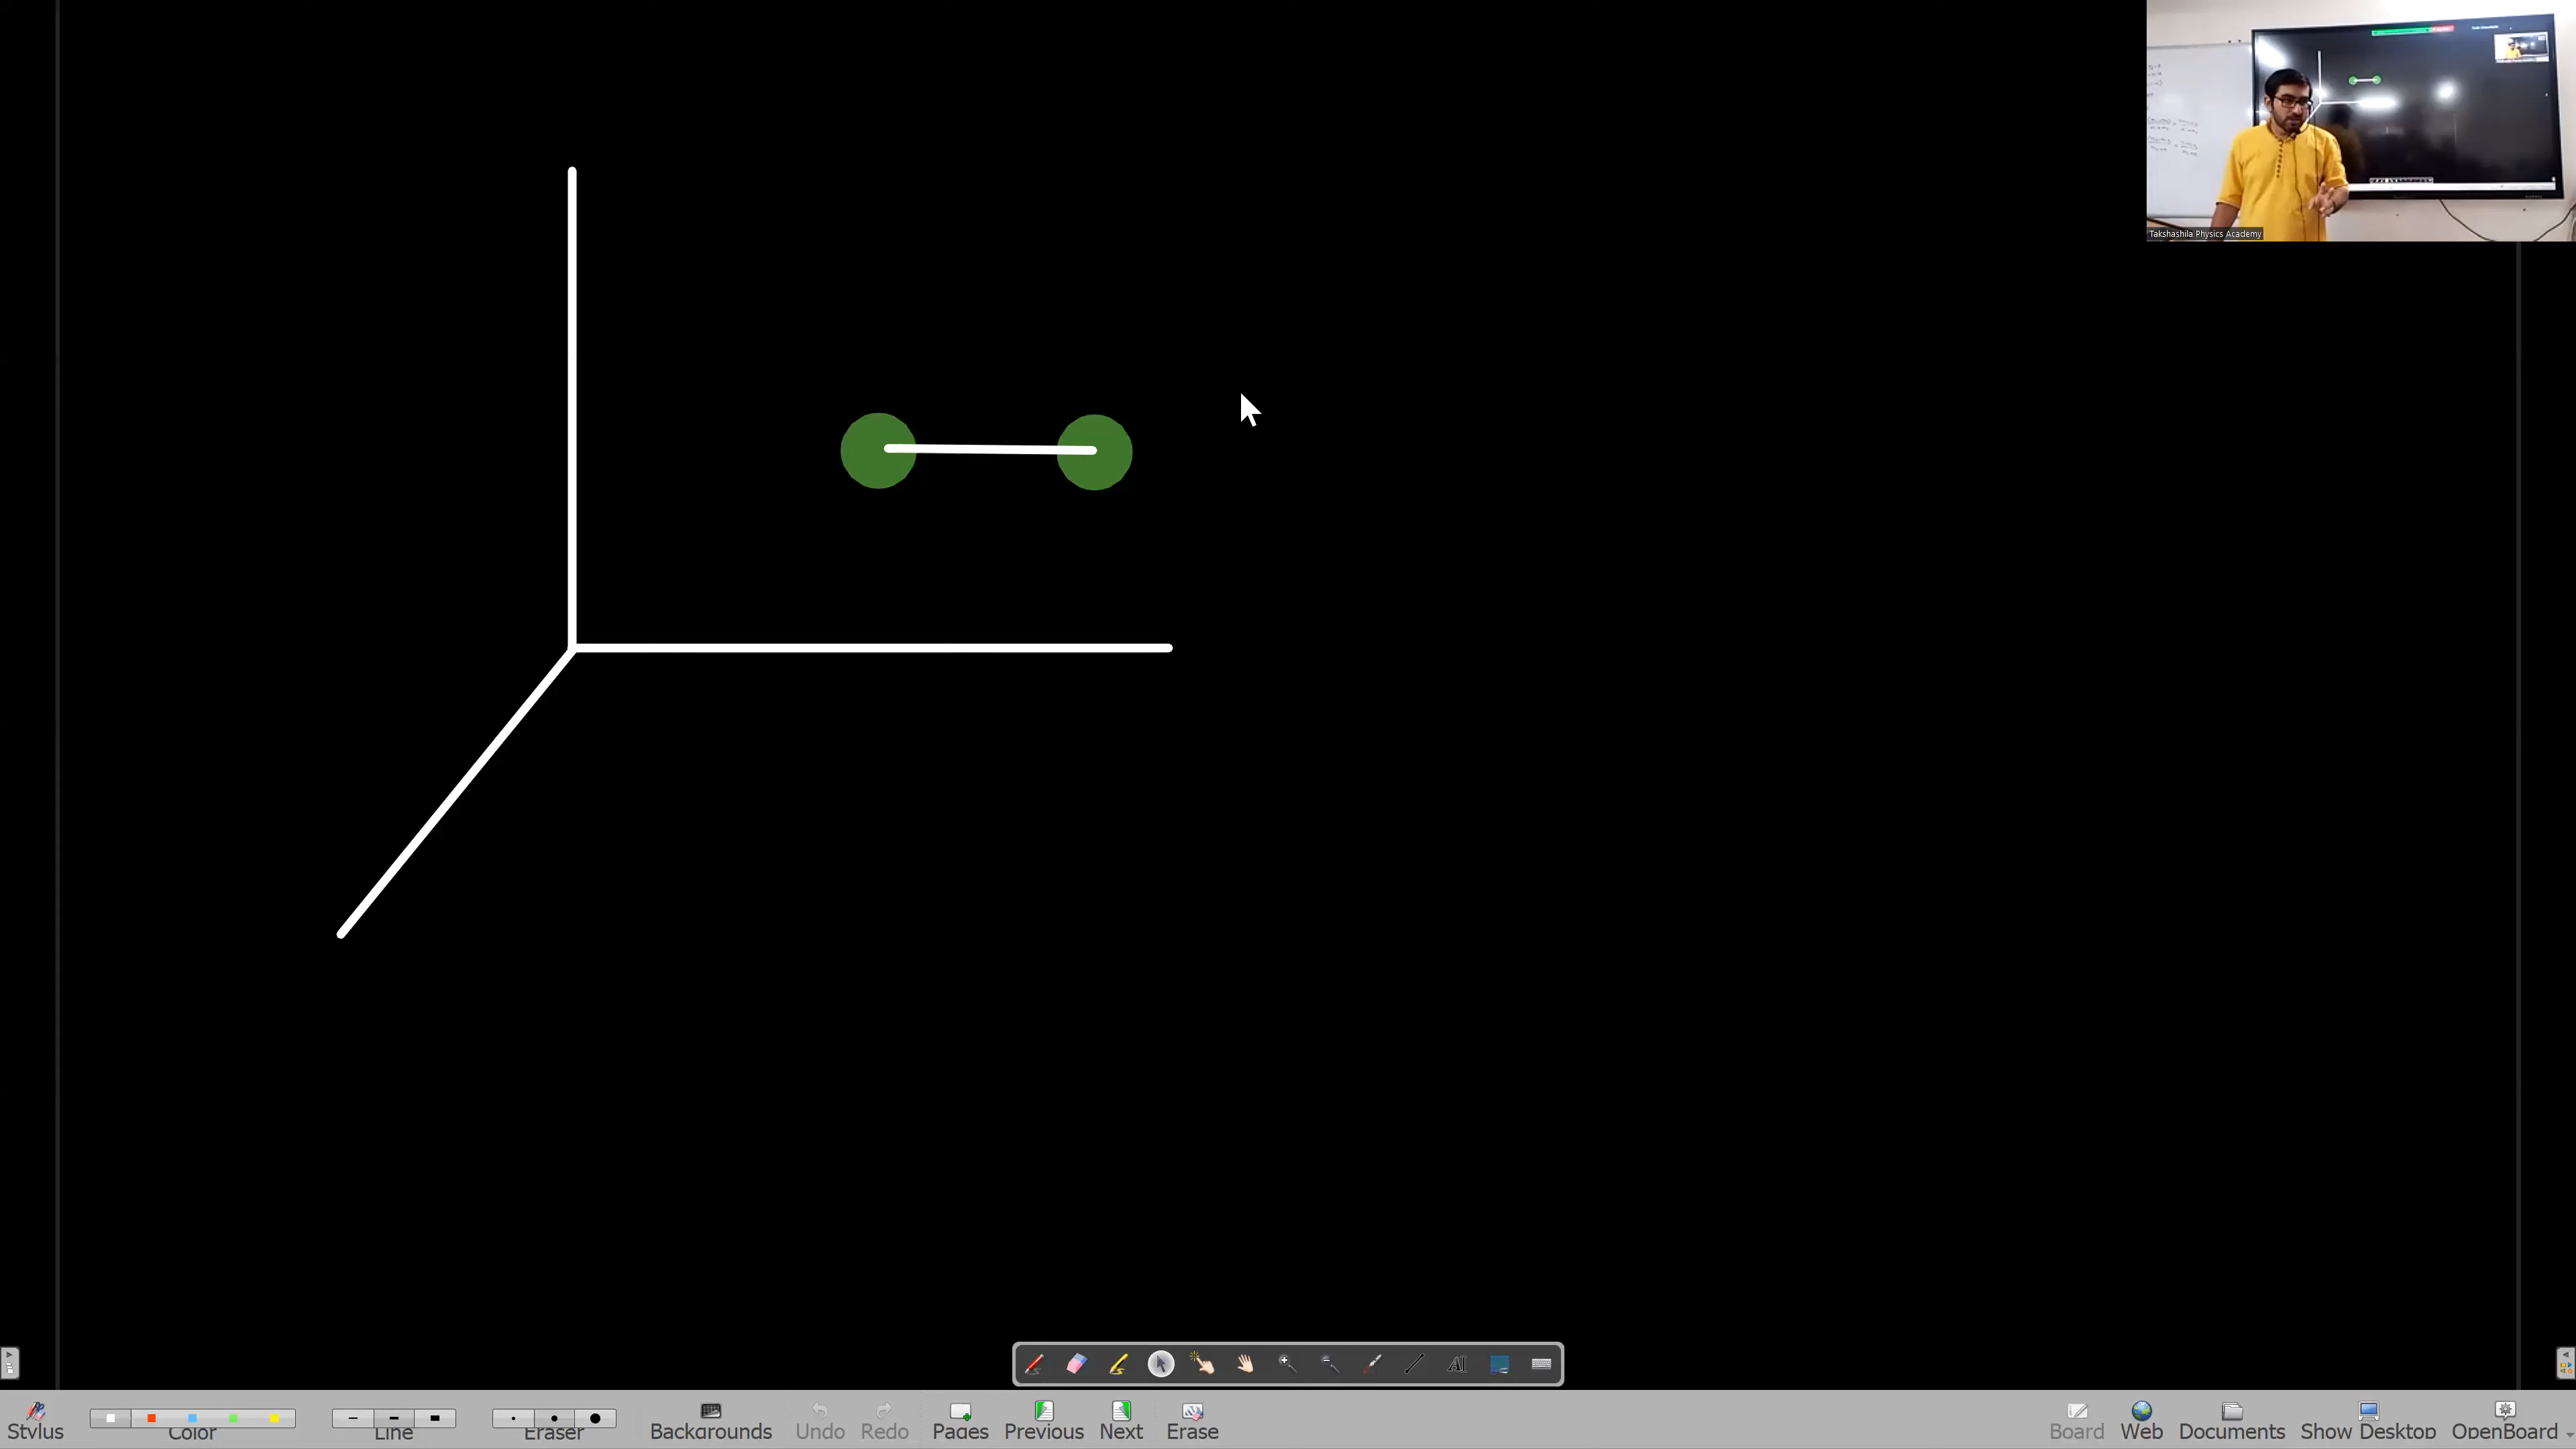 Takshashila Physics Academy
AI
Stylus
Color
Line
Eraser
Backgrounds
Undo
Redo
Pages
Previous
Next
Erase
Board
Web
Documents
Show Desktop
OpenBoard